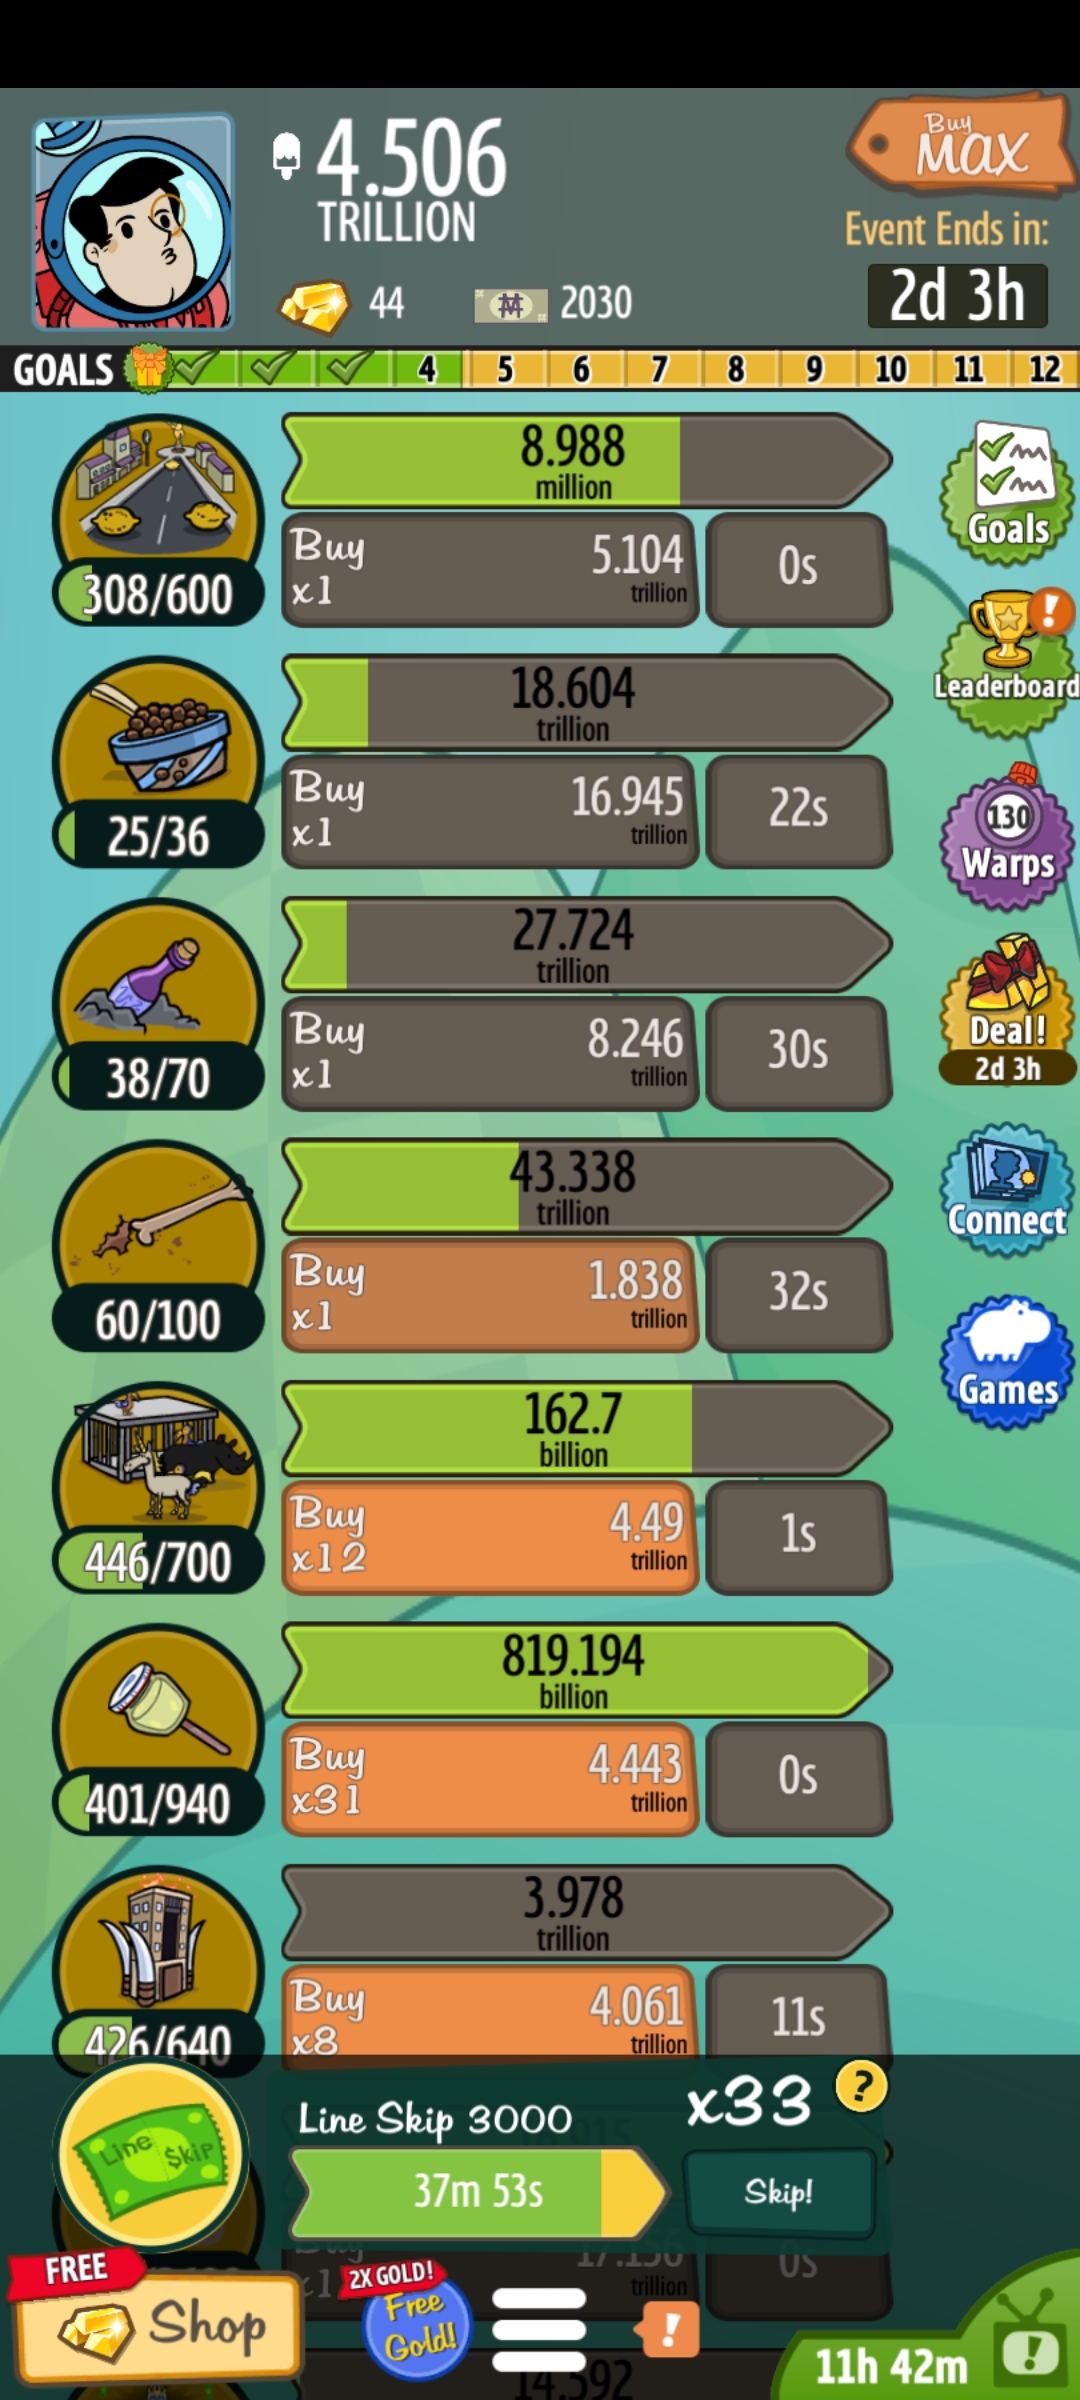 4.506
TRILLION
Buy
MAX
Event Ends in:
2d 3h
44
2030
GOALS
4 5 6 7 8 9 10 11 12
8.988
million
Buy
x1
5.104
trillion
0s
308/600
Goals
Leaderboard
18.604
trillion
Buy
x1
16.945
trillion
22s
25/36
130
Warps
27.724
trillion
Buy
x1
8.246
trillion
30s
38/70
Deal!
2d 3h
43.338
trillion
Buy
x1
1.838
trillion
32s
60/100
Connect
Games
162.7
billion
Buy
x12
4.49
trillion
1s
446/700
819.194
billion
Buy
x31
4.443
trillion
0s
401/940
3.978
trillion
Buy
x8
4.061
trillion
11s
426/640
Line Skip
Line Skip 3000
x33
?
37m 53s
Skip!
Buy
x1
17.156
trillion
0s
FREE
Shop
2X GOLD!
Free
Gold!
!
14.592
11h 42m
!